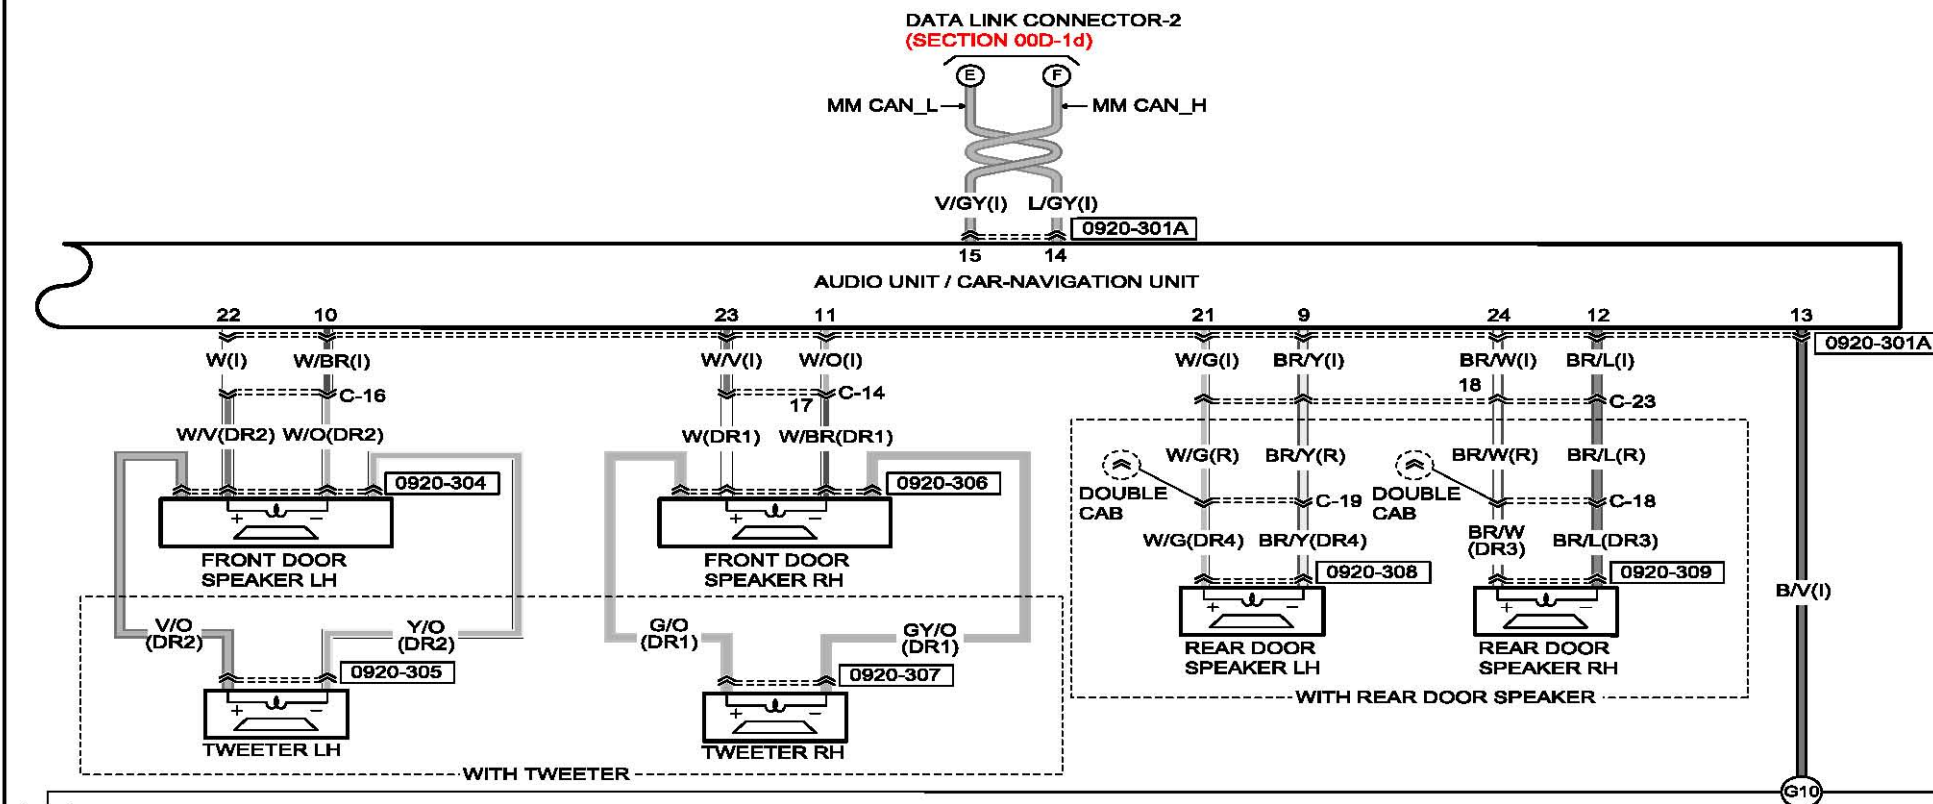 DATA LINK CONNECTOR-2
(SECTION 00D-1d)
E F
MM CAN_L MM CAN_H
V/GY(I) L/GY(I)
0920-301A
15 14
AUDIO UNIT / CAR-NAVIGATION UNIT
22 10 23 11 21 9 24 12 13
0920-301A
W(I) W/BR(I) W/V(I) W/O(I) W/G(I) BR/Y(I) BR/W(I) BR/L(I)
18
C-16 17 C-14 C-23
W/V(DR2) W/O(DR2) W(DR1) W/BR(DR1)
W/G(R) BR/Y(R) BR/W(R) BR/L(R)
0920-304 0920-306
DOUBLE CAB C-19 DOUBLE CAB C-18
+ − + −
W/G(DR4) BR/Y(DR4) BR/W (DR3) BR/L(DR3)
FRONT DOOR
SPEAKER LH
FRONT DOOR
SPEAKER RH
0920-308 0920-309
B/V(I)
+ − + −
V/O
(DR2)
Y/O
(DR2)
G/O
(DR1)
GY/O
(DR1)
REAR DOOR
SPEAKER LH
REAR DOOR
SPEAKER RH
0920-305 0920-307
WITH REAR DOOR SPEAKER
+ − + −
TWEETER LH TWEETER RH
WITH TWEETER
G10